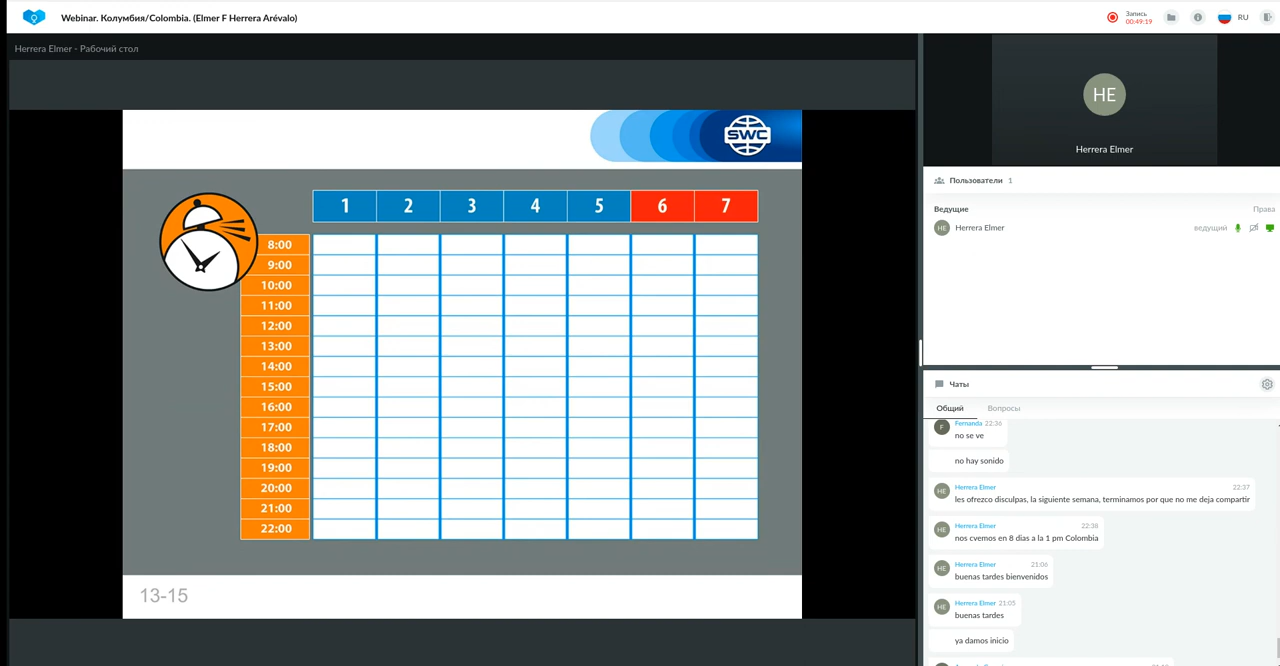 Webinar. Колумбия/Colombia. (Elmer F Herrera Arévalo)
Запись
00:49:19
RU
Herrera Elmer - Рабочий стол
SWC
1 2 3 4 5 6 7
8:00
9:00
10:00
11:00
12:00
13:00
14:00
15:00
16:00
17:00
18:00
19:00
20:00
21:00
22:00
13-15
HE
Herrera Elmer
Пользователи 1
Ведущие Права
HE Herrera Elmer ведущий
Чаты
Общий Вопросы
F Fernanda 22:36
no se ve
no hay sonido
HE Herrera Elmer 22:37
les ofrezco disculpas, la siguiente semana, terminamos por que no me deja compartir
HE Herrera Elmer 22:38
nos cvemos en 8 dias a la 1 pm Colombia
HE Herrera Elmer 21:06
buenas tardes bienvenidos
HE Herrera Elmer 21:05
buenas tardes
ya damos inicio